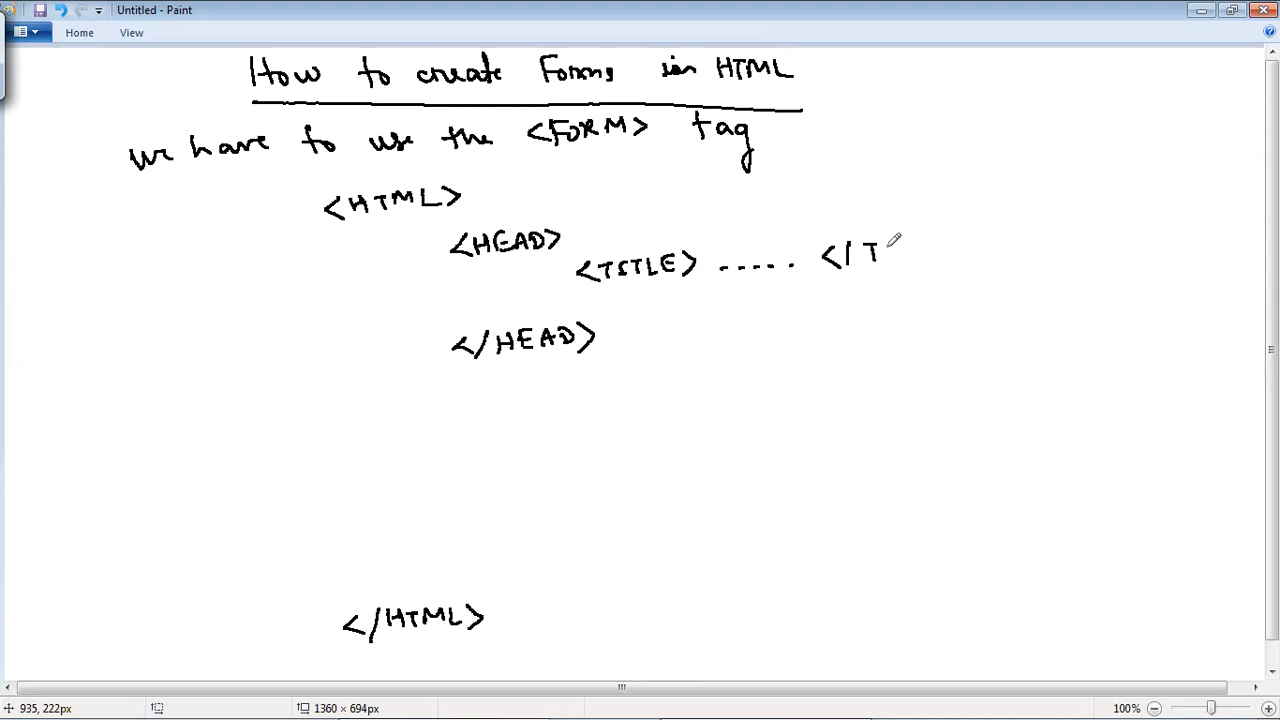 Untitled - Paint
Home View
How to create Forms in HTML
we have to use the <FORM> tag
<HTML>
<HEAD>
<TITLE> ..... </T
</HEAD>
</HTML>
935, 222px 1360 × 694px 100%